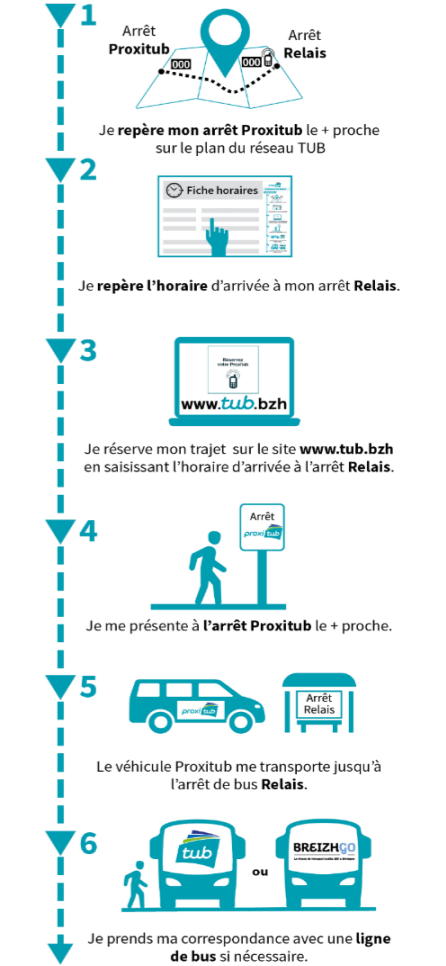 1
Arrêt
Proxitub
Arrêt
Relais
000
000
Je repère mon arrêt Proxitub le + proche
sur le plan du réseau TUB
2
Fiche horaires
Je repère l'horaire d'arrivée à mon arrêt Relais.
3
Réservez
votre Proxitub
www.tub.bzh
Je réserve mon trajet sur le site www.tub.bzh
en saisissant l'horaire d'arrivée à l'arrêt Relais.
4
Arrêt
proxitub
Je me présente à l'arrêt Proxitub le + proche.
5
proxitub
Arrêt
Relais
Le véhicule Proxitub me transporte jusqu'à
l'arrêt de bus Relais.
6
tub
ou
BREIZHGO
Je prends ma correspondance avec une ligne
de bus si nécessaire.